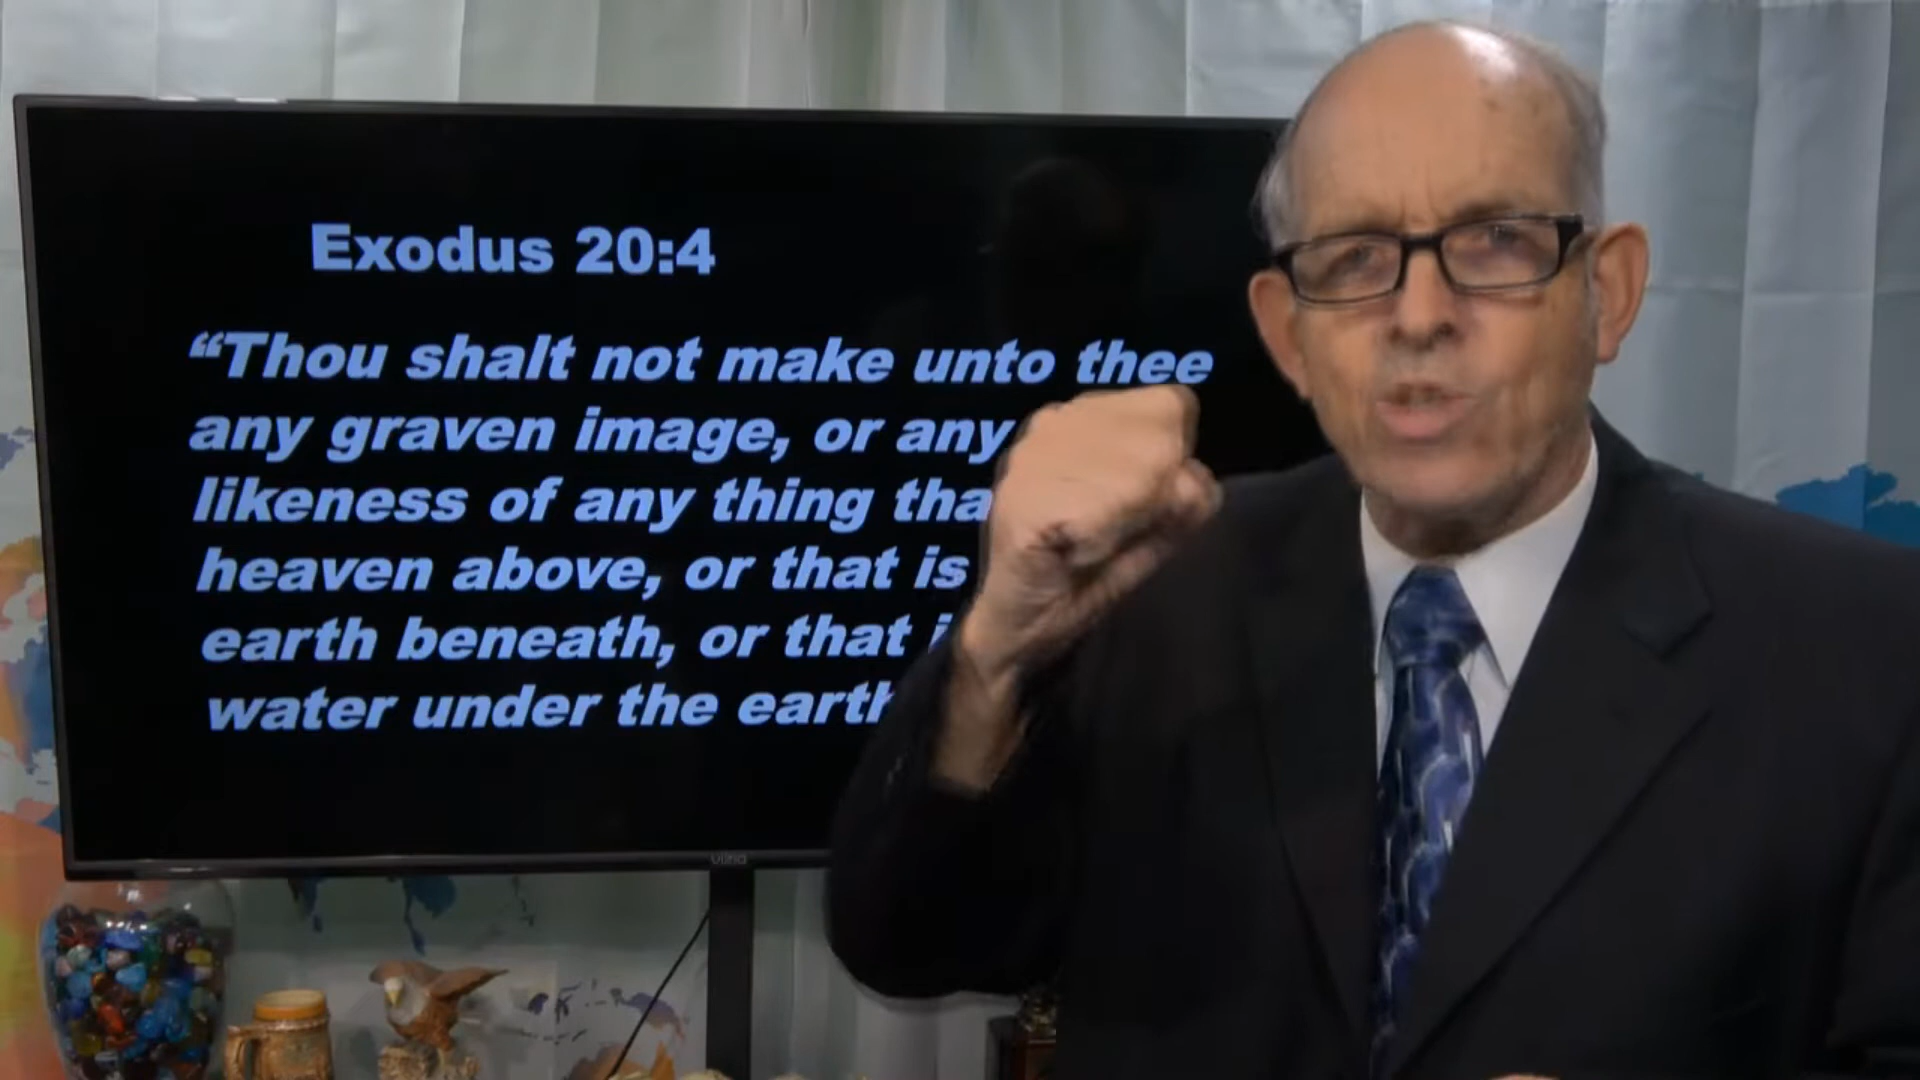 Exodus 20:4
“Thou shalt not make unto thee
any graven image, or any
likeness of any thing
heaven above, or that is
earth beneath, or that
water under the earth